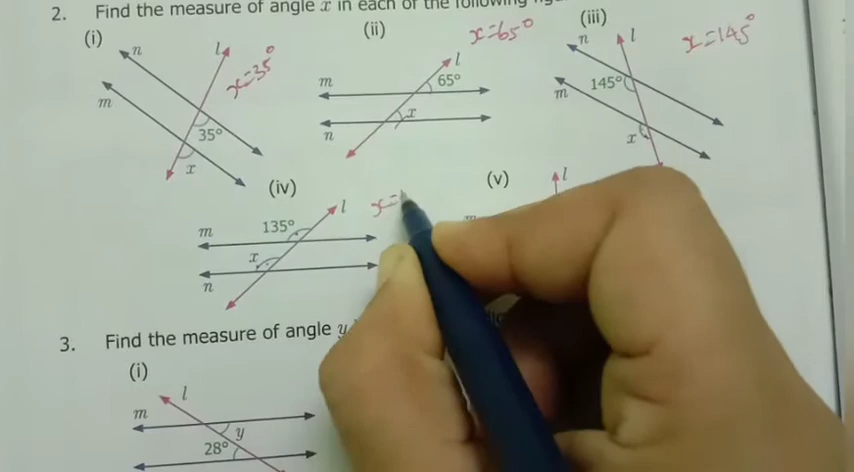 2. Find the measure of angle x in each of the following
(i)
n
l
m
35°
x
x=35°
(ii)
x=65°
m
l
65°
x
n
(iii)
x=145°
n
l
m
145°
x
(iv)
x=
l
m
135°
x
n
(v)
l
3. Find the measure of angle y
(i)
l
m
y
28°